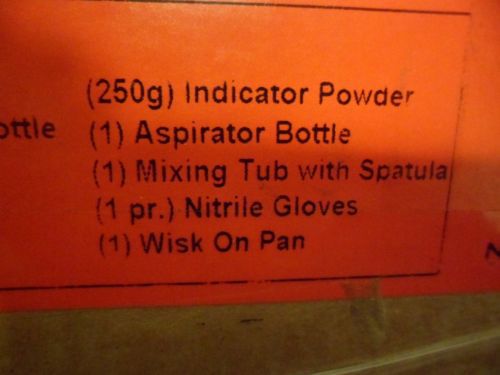 (250g) Indicator Powder
ottle (1) Aspirator Bottle
(1) Mixing Tub with Spatula
(1 pr.) Nitrile Gloves
(1) Wisk On Pan
N